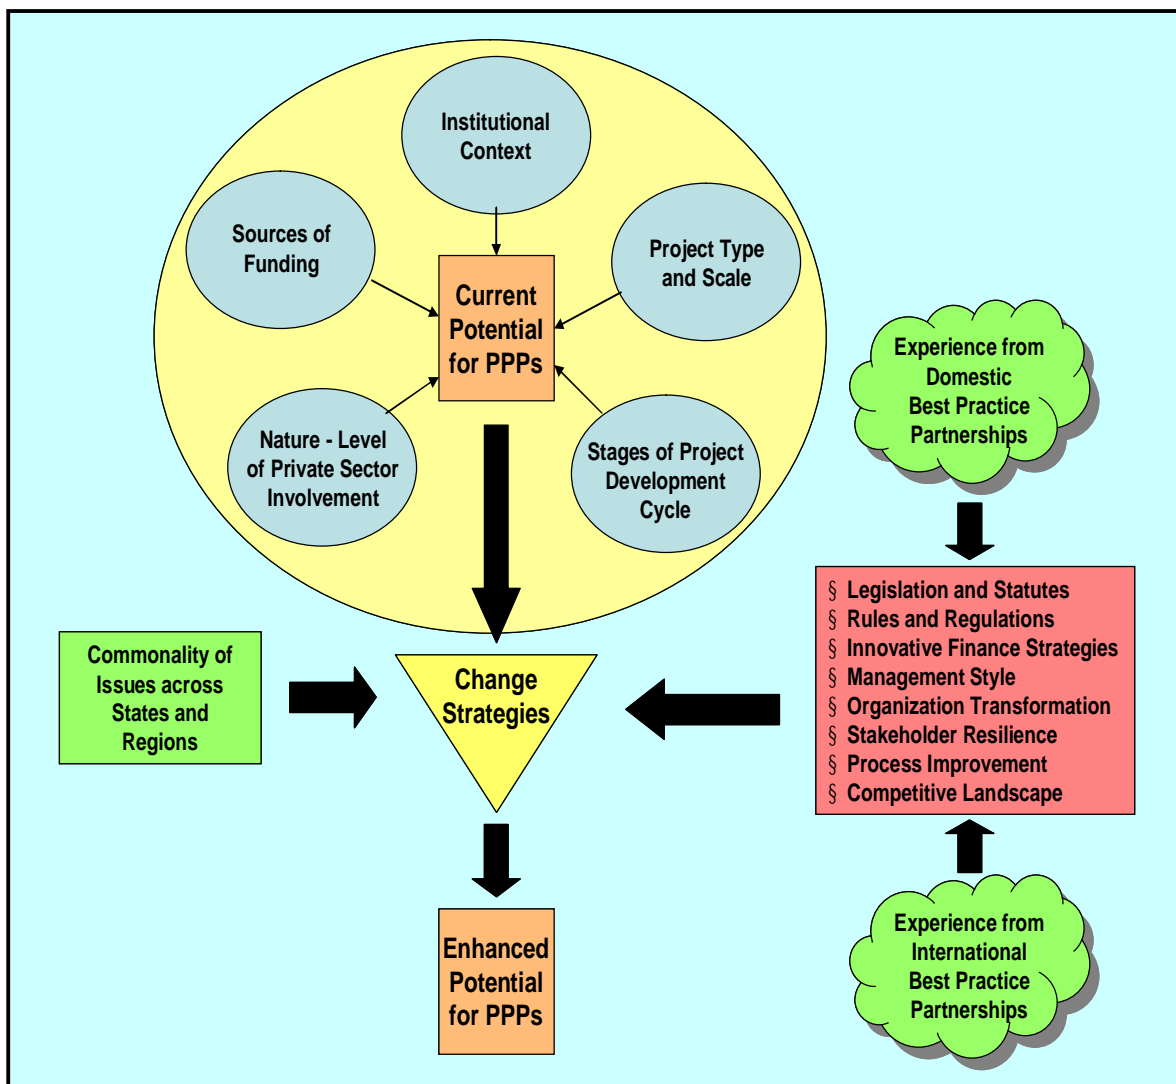 Institutional
Context
Sources of
Funding
Project Type
and Scale
Current
Potential
for PPPs
Nature - Level
of Private Sector
Involvement
Stages of Project
Development
Cycle
Experience from
Domestic
Best Practice
Partnerships
Commonality of
Issues across
States and
Regions
Change
Strategies
§ Legislation and Statutes
§ Rules and Regulations
§ Innovative Finance Strategies
§ Management Style
§ Organization Transformation
§ Stakeholder Resilience
§ Process Improvement
§ Competitive Landscape
Enhanced
Potential
for PPPs
Experience from
International
Best Practice
Partnerships